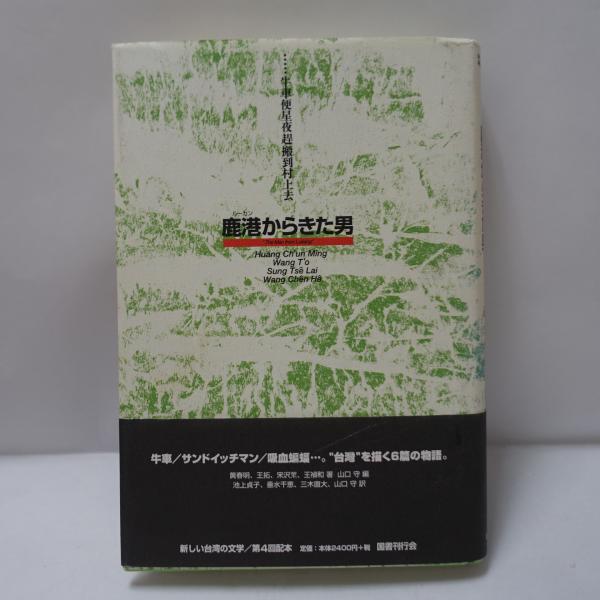 ……牛車便星夜趕搬到村上去
ルーカン
鹿港からきた男
"The Man from Lukang"
Huang Ch'un Ming
Wang T'o
Sung Tsê Lai
Wang Chên Hê
牛車／サンドイッチマン／吸血蝙蝠…。"台湾"を描く6篇の物語。
黄春明、王拓、宋沢莱、王禎和 著 山口 守 編
池上貞子、垂水千恵、三木直大、山口 守 訳
新しい台湾の文学／第4回配本 定価：本体2400円+税 国書刊行会